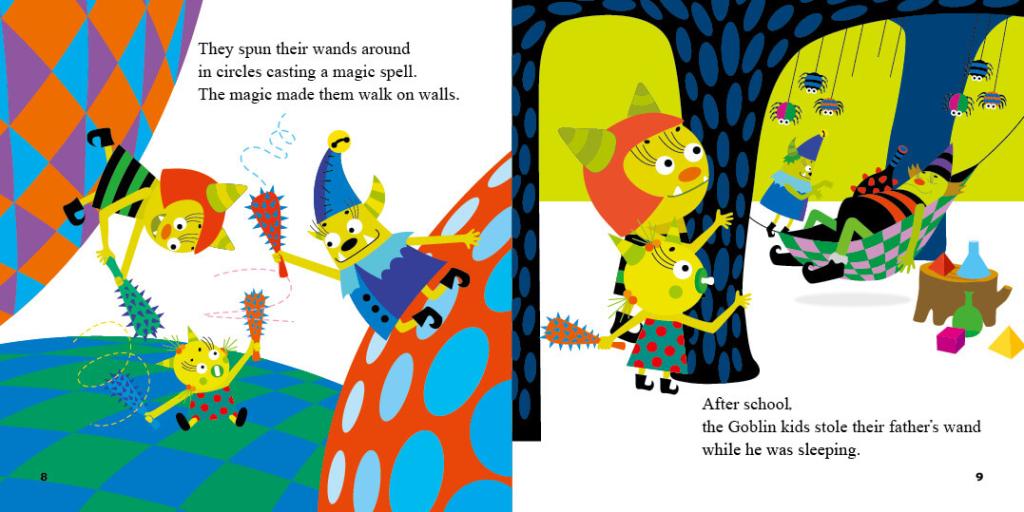 They spun their wands around
in circles casting a magic spell.
The magic made them walk on walls.
8
After school,
the Goblin kids stole their father's wand
while he was sleeping.
9